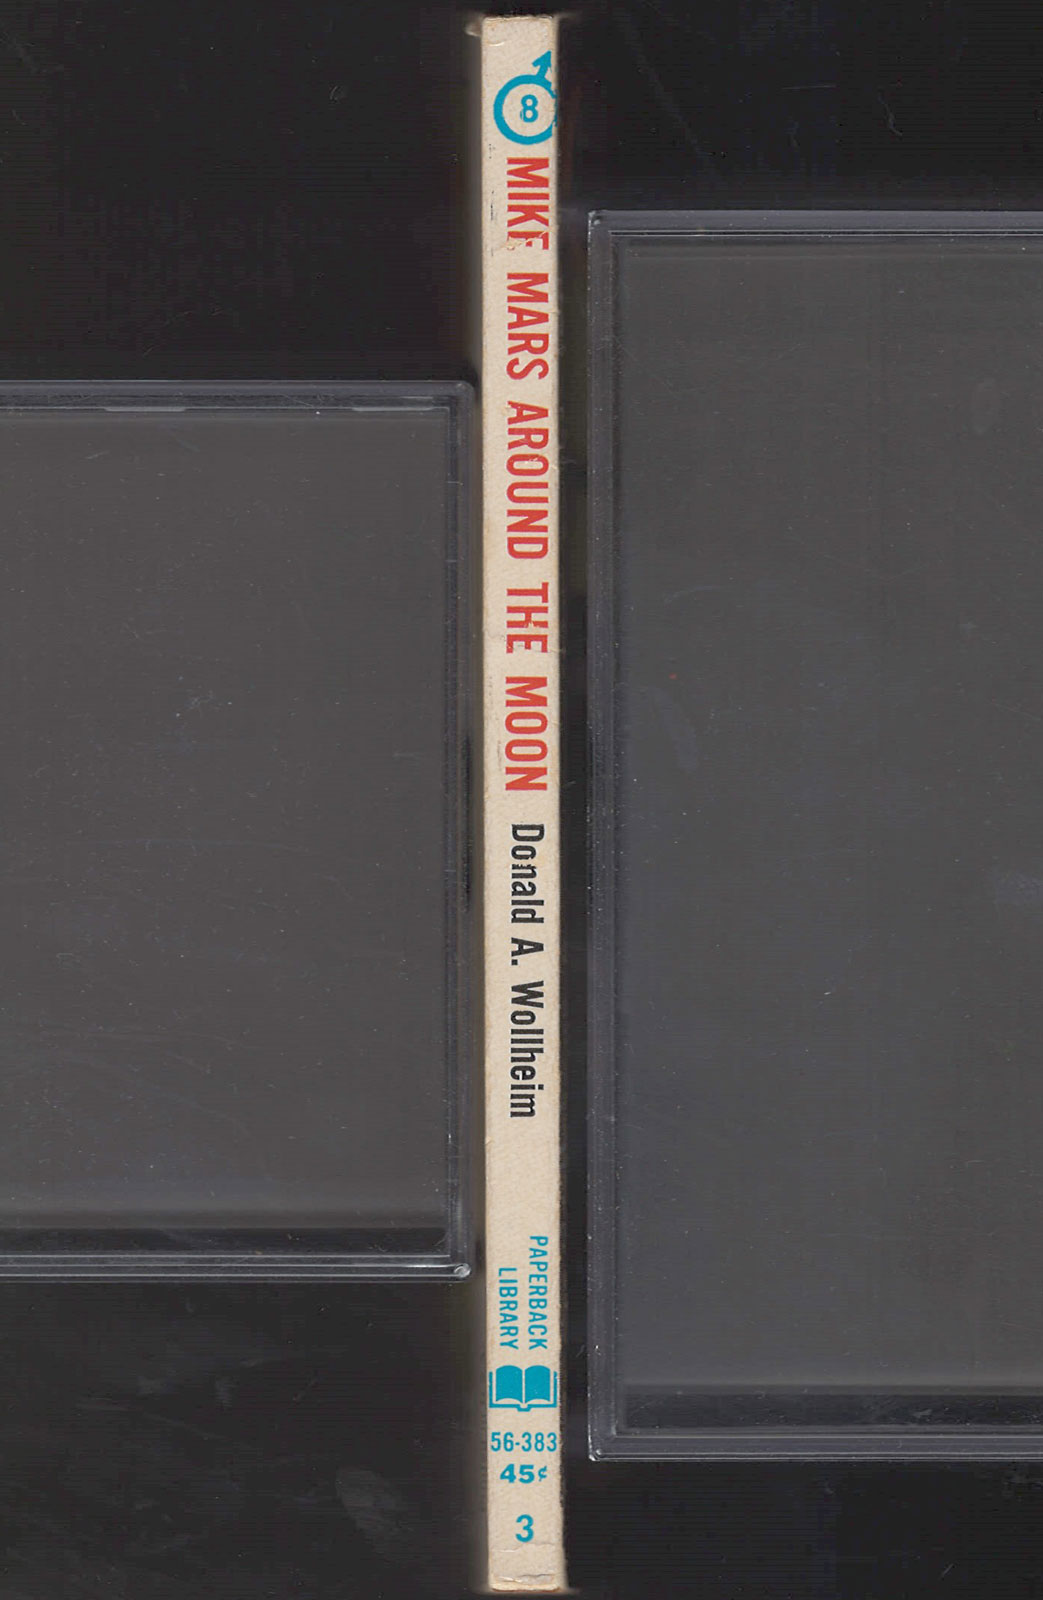 8
MIKE MARS AROUND THE MOON
Donald A. Wollheim
PAPERBACK
LIBRARY
56-383
45¢
3